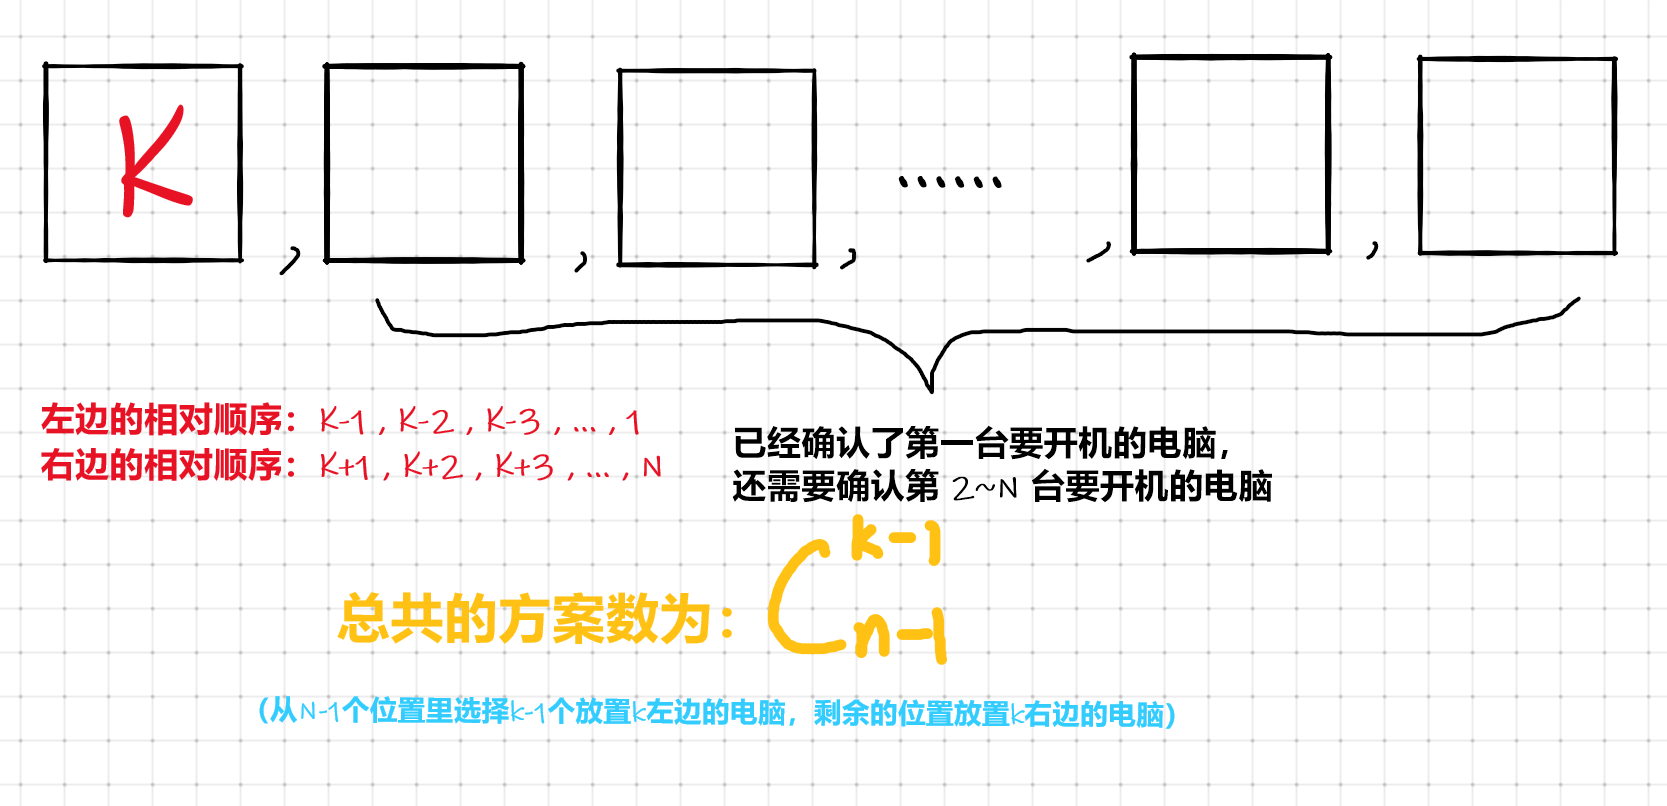 K
, , , ...... , ,
左边的相对顺序：K-1 , K-2 , K-3 , ... , 1
右边的相对顺序：K+1 , K+2 , K+3 , ... , N
已经确认了第一台要开机的电脑，
还需要确认第 2~N 台要开机的电脑
总共的方案数为：C_{n-1}^{k-1}
（从N-1个位置里选择k-1个放置k左边的电脑，剩余的位置放置k右边的电脑）